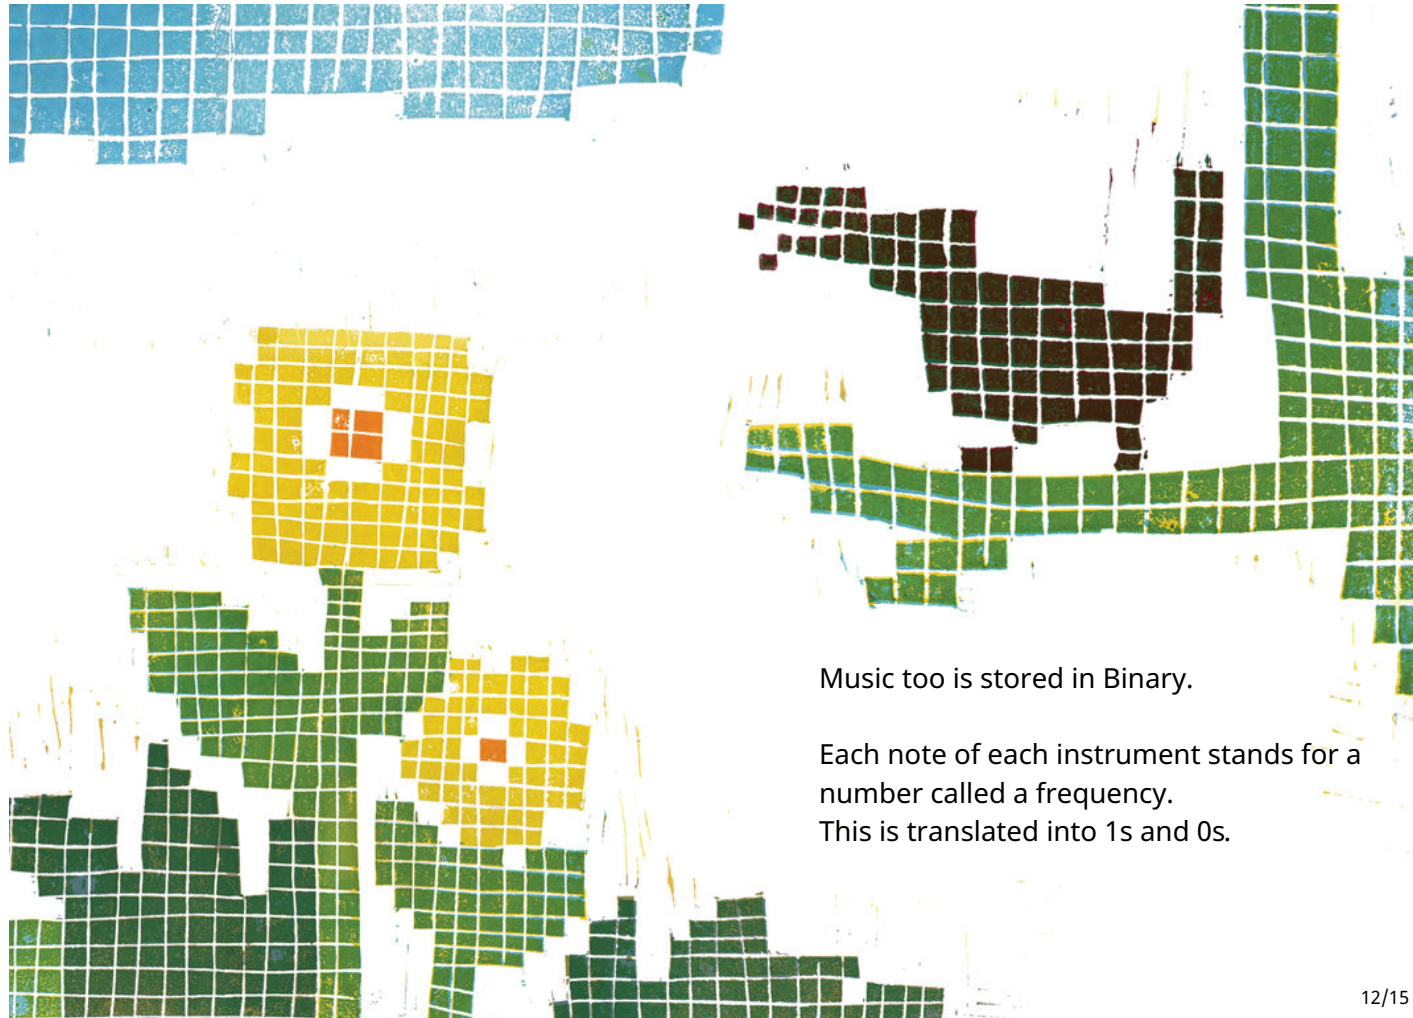 Music too is stored in Binary.
Each note of each instrument stands for a
number called a frequency.
This is translated into 1s and 0s.
12/15